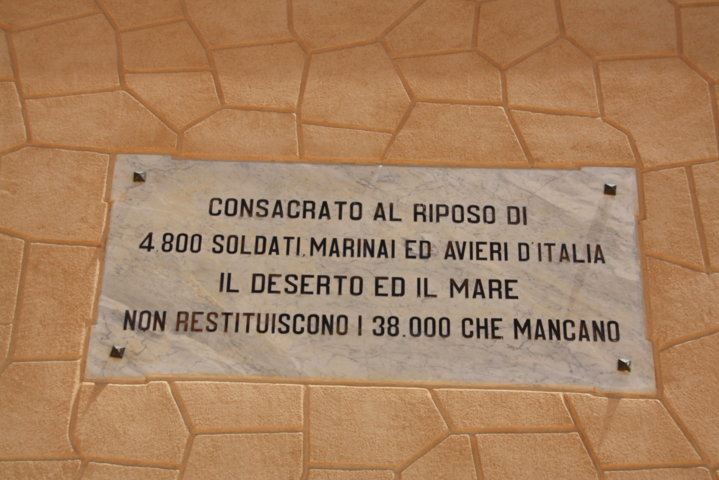 CONSACRATO AL RIPOSO DI
4.800 SOLDATI, MARINAI ED AVIERI D'ITALIA
IL DESERTO ED IL MARE
NON RESTITUISCONO I 38.000 CHE MANCANO